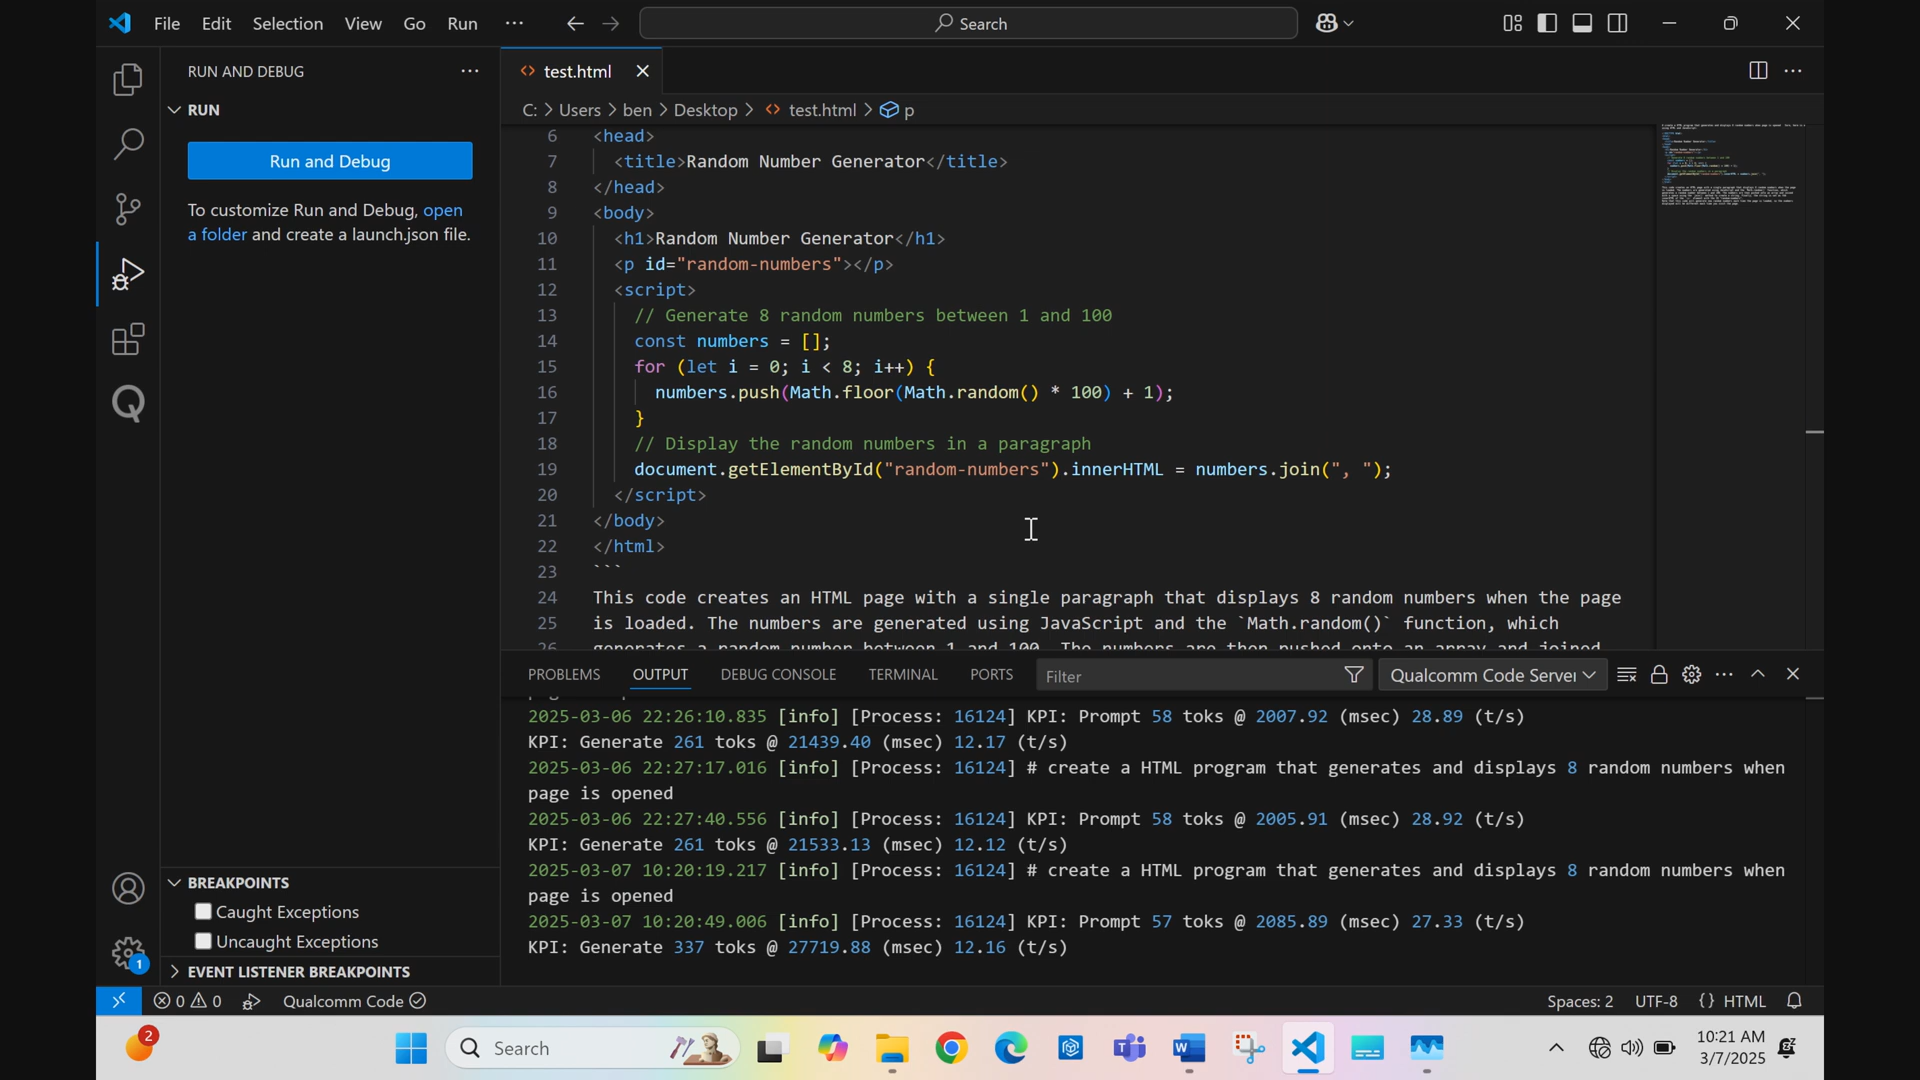 File Edit Selection View Go Run ··· Search
RUN AND DEBUG ···
RUN
Run and Debug
To customize Run and Debug, open
a folder and create a launch.json file.
BREAKPOINTS
Caught Exceptions
Uncaught Exceptions
EVENT LISTENER BREAKPOINTS
test.html
C: > Users > ben > Desktop > test.html > p
6 <head>
7 <title>Random Number Generator</title>
8 </head>
9 <body>
10 <h1>Random Number Generator</h1>
11 <p id="random-numbers"></p>
12 <script>
13 // Generate 8 random numbers between 1 and 100
14 const numbers = [];
15 for (let i = 0; i < 8; i++) {
16 numbers.push(Math.floor(Math.random() * 100) + 1);
17 }
18 // Display the random numbers in a paragraph
19 document.getElementById("random-numbers").innerHTML = numbers.join(", ");
20 </script>
21 </body>
22 </html>
23 ```
24 This code creates an HTML page with a single paragraph that displays 8 random numbers when the page
25 is loaded. The numbers are generated using JavaScript and the `Math.random()` function, which
26 generates a random number between 1 and 100. The numbers are then pushed onto an array and joined
PROBLEMS OUTPUT DEBUG CONSOLE TERMINAL PORTS Filter Qualcomm Code Server
2025-03-06 22:26:10.835 [info] [Process: 16124] KPI: Prompt 58 toks @ 2007.92 (msec) 28.89 (t/s)
KPI: Generate 261 toks @ 21439.40 (msec) 12.17 (t/s)
2025-03-06 22:27:17.016 [info] [Process: 16124] # create a HTML program that generates and displays 8 random numbers when
page is opened
2025-03-06 22:27:40.556 [info] [Process: 16124] KPI: Prompt 58 toks @ 2005.91 (msec) 28.92 (t/s)
KPI: Generate 261 toks @ 21533.13 (msec) 12.12 (t/s)
2025-03-07 10:20:19.217 [info] [Process: 16124] # create a HTML program that generates and displays 8 random numbers when
page is opened
2025-03-07 10:20:49.006 [info] [Process: 16124] KPI: Prompt 57 toks @ 2085.89 (msec) 27.33 (t/s)
KPI: Generate 337 toks @ 27719.88 (msec) 12.16 (t/s)
1
0 0 Qualcomm Code Spaces: 2 UTF-8 {} HTML
2 Search
10:21 AM
3/7/2025